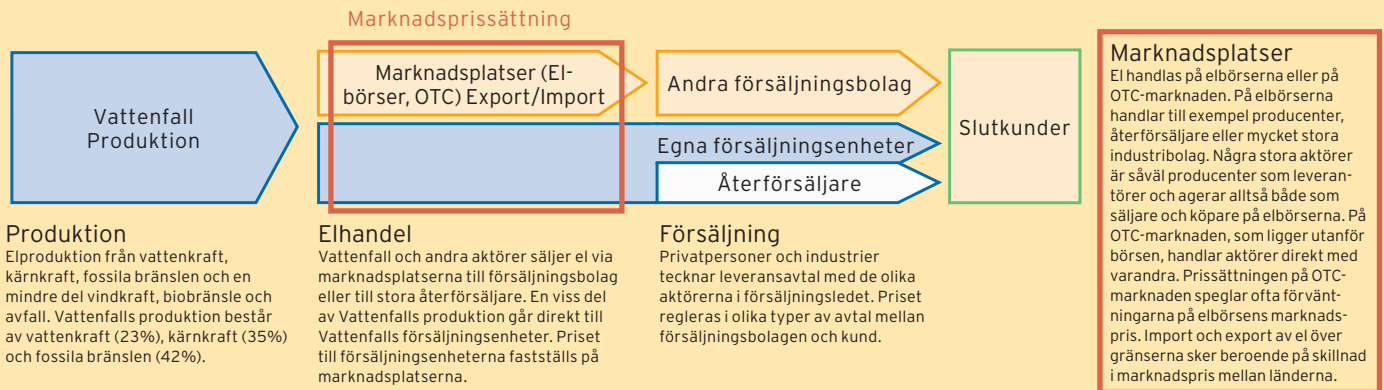 Marknadsprissättning
Vattenfall
Produktion
Marknadsplatser (El-
börser, OTC) Export/Import
Andra försäljningsbolag
Egna försäljningsenheter
Återförsäljare
Slutkunder
Produktion
Elproduktion från vattenkraft,
kärnkraft, fossila bränslen och en
mindre del vindkraft, biobränsle och
avfall. Vattenfalls produktion består
av vattenkraft (23%), kärnkraft (35%)
och fossila bränslen (42%).
Elhandel
Vattenfall och andra aktörer säljer el via
marknadsplatserna till försäljningsbolag
eller till stora återförsäljare. En viss del
av Vattenfalls produktion går direkt till
Vattenfalls försäljningsenheter. Priset
till försäljningsenheterna fastställs på
marknadsplatserna.
Försäljning
Privatpersoner och industrier
tecknar leveransavtal med de olika
aktörerna i försäljningsledet. Priset
regleras i olika typer av avtal mellan
försäljningsbolagen och kund.
Marknadsplatser
El handlas på elbörserna eller på
OTC-marknaden. På elbörserna
handlar till exempel producenter,
återförsäljare eller mycket stora
industribolag. Några stora aktörer
är såväl producenter som leveran-
törer och agerar alltså både som
säljare och köpare på elbörserna. På
OTC-marknaden, som ligger utanför
börsen, handlar aktörer direkt med
varandra. Prissättningen på OTC-
marknaden speglar ofta förvänt-
ningarna på elbörsens marknads-
pris. Import och export av el över
gränserna sker beroende på skillnad
i marknadspris mellan länderna.